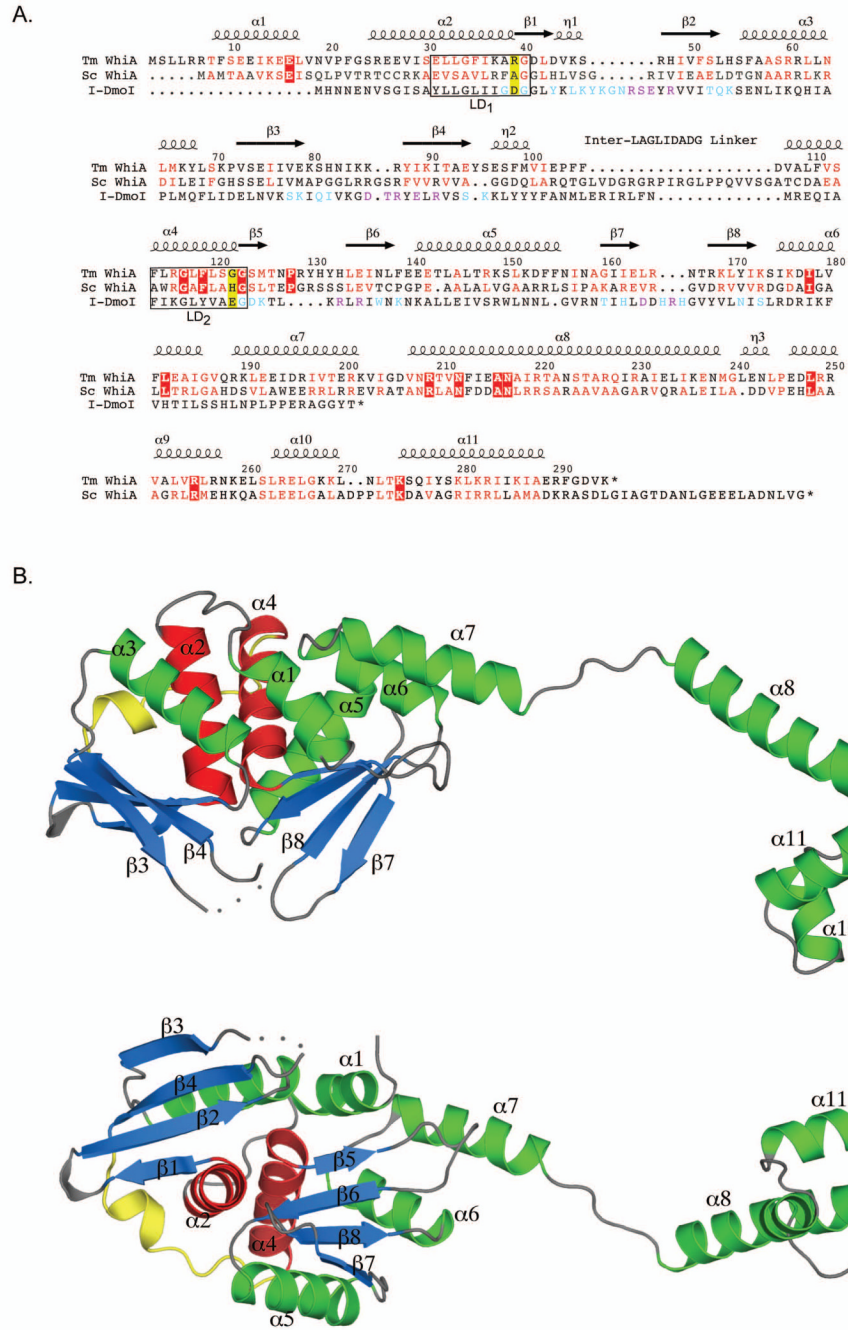 A.
α1 α2 β1 η1 β2 α3
10 20 30 40 50 60
Tm WhiA MSLLRRTFSEEIKEELVNVPFGSREEVISELLGFIKARGDLDVKS......RHIVFSLHSFAASRRLLN
Sc WhiA ....MAMTAAVKSEISQLPVTRTCCRKAEVSAVLRFAGGLHLVSG......RIVIEAELDTGNAARRLKR
I-DmoI ..............MHNNENVSGISAYLLGLIIGDGGLYKLKYKGNRSEYRVVITQKSENLIKQHIA
LD1
β3 β4 η2 Inter-LAGLIDADG Linker
70 80 90 100 110
Tm WhiA LMKYLSKPVSEIIVEKSHNIKK..RYIKITAEYSESFMVIEPFF...............DVALFVS
Sc WhiA DILEIFGHSSELIVMAPGGLRRGSRFVVRVVA..GGDQLARQTGLVDGRGRPIRGLPPQVVSGATCDAEA
I-DmoI PLMQFLIDELNVKSKIQIVKGD.TRYELRVSS.KKLYYYFANMLERIRLFN..............MREQIA
α4 β5 β6 α5 β7 β8 α6
120 130 140 150 160 170 180
Tm WhiA FLRGLFLSGGSMTNPRYHYHLEINLFEEETLALTRKSLKDFFNINAGIIELR..NTRKLYIKSIKDILV
Sc WhiA AWRGAFLAHGSLTEPGRSSSLEVTCPGPE.AALALVGAARRLSIPAKAREVR..GVDRVVVRDGDAIGA
I-DmoI FIKGLYVAEGDKTL....KRLRIWNKNKALLEIVSRWLNNLGVRNTIHLDDHRHGVYVLNISLRDRIKF
LD2
α7 α8 η3
190 200 210 220 230 240 250
Tm WhiA FLEAIGVQRKLEEIDRIVTERKVIGDVNRTVNFIEANAIRTANSTARQIRAIELIKENMGLENLPEDLRR
Sc WhiA LLTRLGAHDSVLAWEERRLRREVRATANRLANFDDANLRRSARAAVAAGARVQRALEILA.DDVPEHLAA
I-DmoI VHTILSSHLNPLPPERAGGYT*
α9 α10 α11
260 270 280 290
Tm WhiA VALVRLRNKELSLRELGKKL..NLTKSQIYSKLKRIIKIAERFGDVK*
Sc WhiA AGRLRMEHKQASLEELGALADPPLTKDAVAGRIRRLLAMADKRASDLGIAGTDANLGEEELADNLVG*
B.
α4
α3 α2 α1 α7
α5 α6
α8
β3 β4 β8 β7
α11
α1
β3
β4 α1
β2 α7 α11
β1 β5
α2 β6 α6 α8
α4 β8
β7
α5